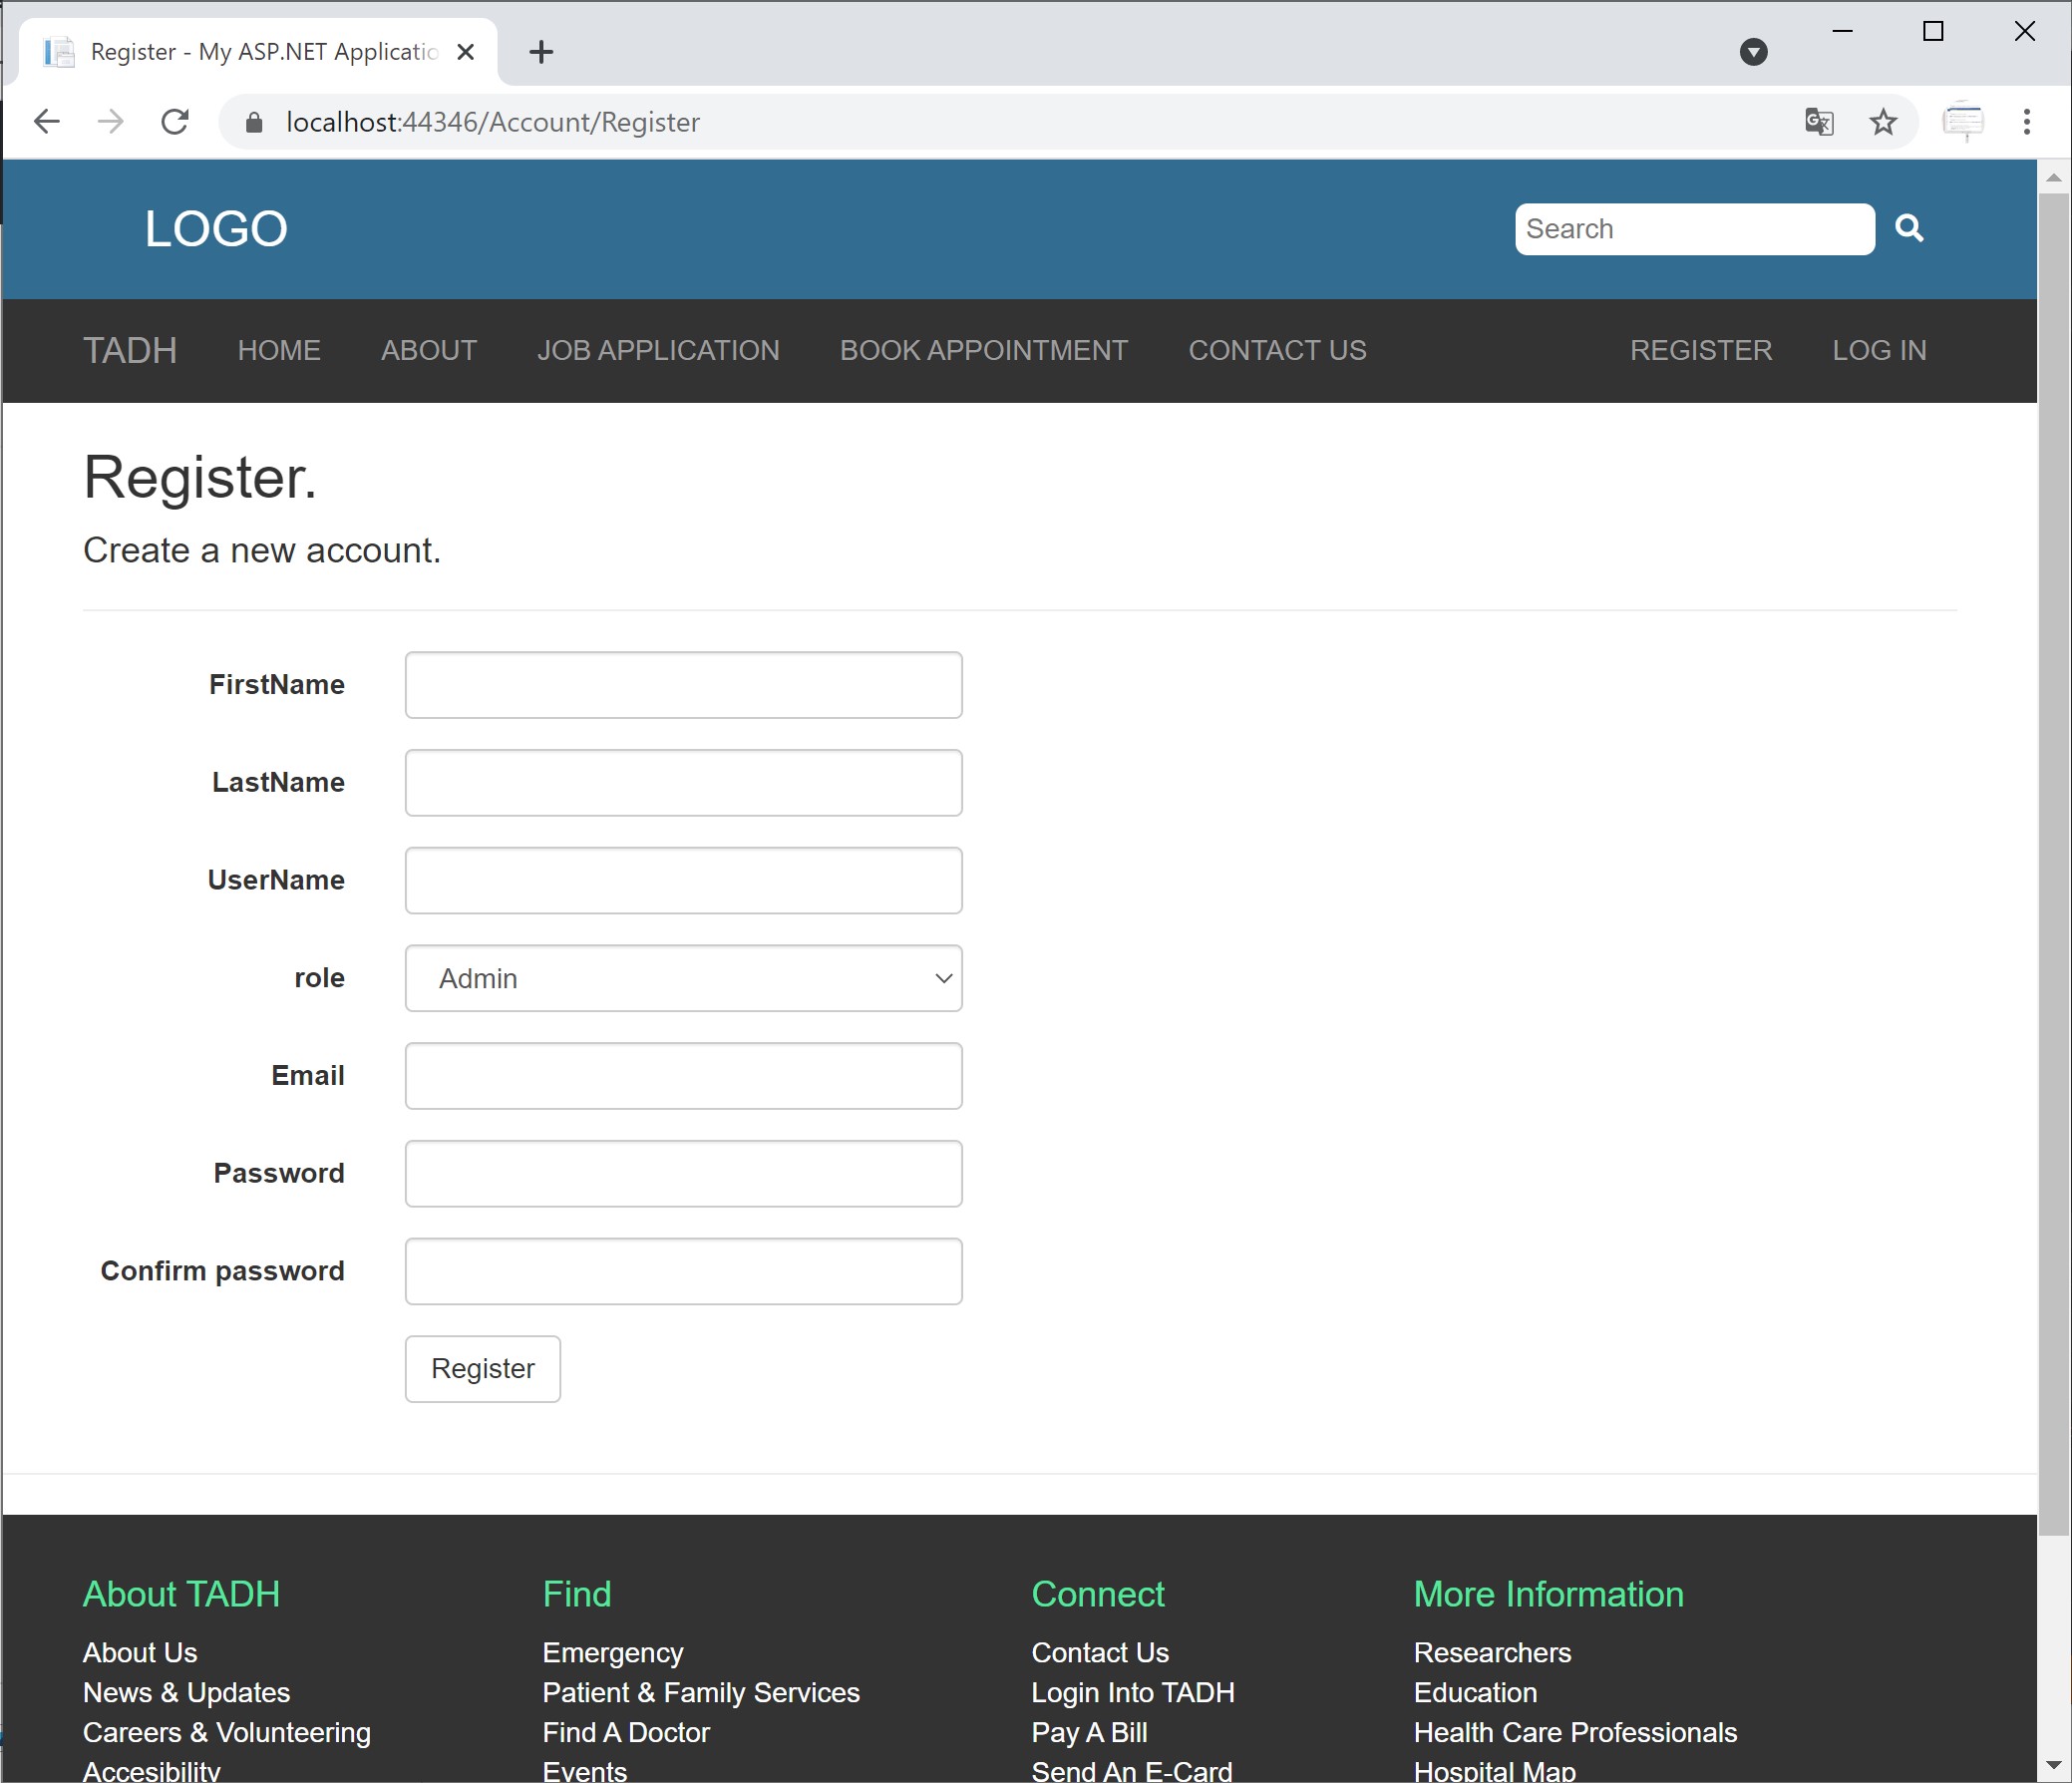 Register - My ASP.NET Applicatio
localhost:44346/Account/Register
LOGO
Search
TADH HOME ABOUT JOB APPLICATION BOOK APPOINTMENT CONTACT US REGISTER LOG IN
Register.
Create a new account.
FirstName
LastName
UserName
role Admin
Email
Password
Confirm password
Register
About TADH
About Us
News & Updates
Careers & Volunteering
Accesibility
Find
Emergency
Patient & Family Services
Find A Doctor
Events
Connect
Contact Us
Login Into TADH
Pay A Bill
Send An E-Card
More Information
Researchers
Education
Health Care Professionals
Hospital Map